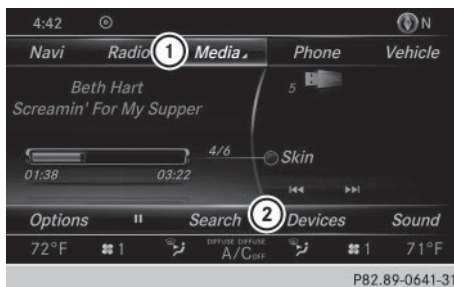 4:42 N
Navi Radio 1 Media Phone Vehicle
Beth Hart
Screamin' For My Supper
5
4/6
Skin
01:38 03:22
Options Search 2 Devices Sound
72°F 1 DIFFUSE DIFFUSE A/C OFF 1 71°F
P82.89-0641-31